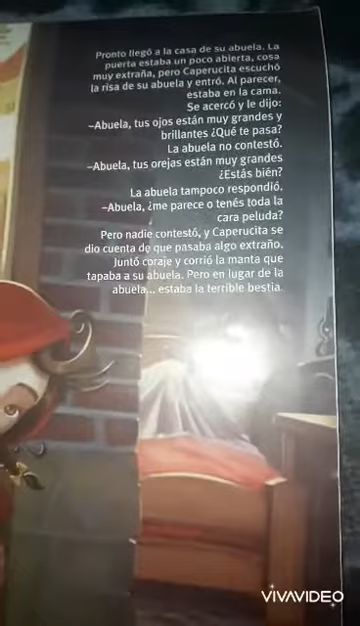 Pronto llegó a la casa de su abuela. La
puerta estaba un poco abierta, cosa
muy extraña, pero Caperucita escuchó
la risa de su abuela y entró. Al parecer,
estaba en la cama.
Se acercó y le dijo:
–Abuela, tus ojos están muy grandes y
brillantes ¿Qué te pasa?
La abuela no contestó.
–Abuela, tus orejas están muy grandes
¿Estás bién?
La abuela tampoco respondió.
–Abuela, ¿me parece o tenés toda la
cara peluda?
Pero nadie contestó, y Caperucita se
dio cuenta de que pasaba algo extraño.
Juntó coraje y corrió la manta que
tapaba a su abuela. Pero en lugar de la
abuela... estaba la terrible bestia.
VIVAVIDEO